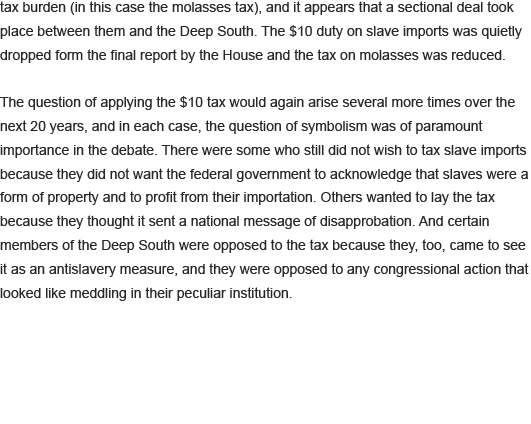 tax burden (in this case the molasses tax), and it appears that a sectional deal took
place between them and the Deep South. The $10 duty on slave imports was quietly
dropped form the final report by the House and the tax on molasses was reduced.
The question of applying the $10 tax would again arise several more times over the
next 20 years, and in each case, the question of symbolism was of paramount
importance in the debate. There were some who still did not wish to tax slave imports
because they did not want the federal government to acknowledge that slaves were a
form of property and to profit from their importation. Others wanted to lay the tax
because they thought it sent a national message of disapprobation. And certain
members of the Deep South were opposed to the tax because they, too, came to see
it as an antislavery measure, and they were opposed to any congressional action that
looked like meddling in their peculiar institution.